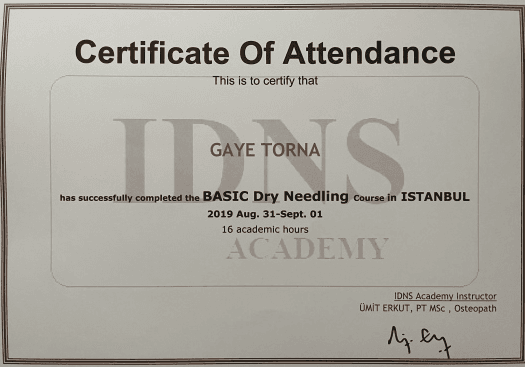 Certificate Of Attendance
This is to certify that
IDNS
GAYE TORNA
has successfully completed the BASIC Dry Needling Course in ISTANBUL
2019 Aug. 31-Sept. 01
16 academic hours
ACADEMY
IDNS Academy Instructor
ÜMİT ERKUT, PT MSc , Osteopath